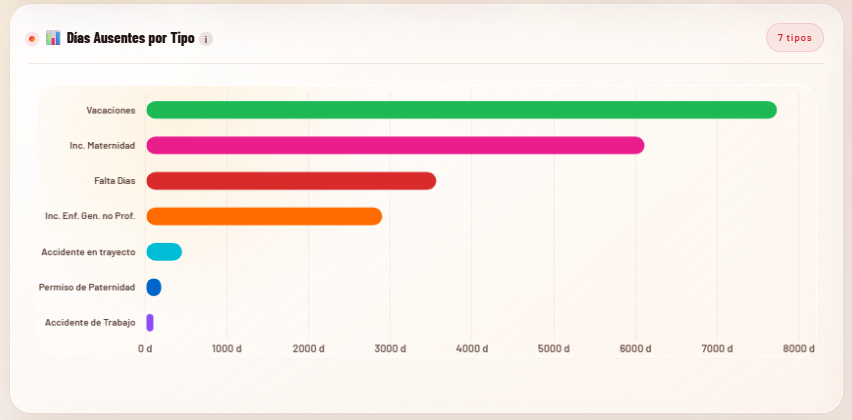 Días Ausentes por Tipo i
7 tipos
Vacaciones
Inc. Maternidad
Falta Días
Inc. Enf. Gen. no Prof.
Accidente en trayecto
Permiso de Paternidad
Accidente de Trabajo
0 d 1000 d 2000 d 3000 d 4000 d 5000 d 6000 d 7000 d 8000 d